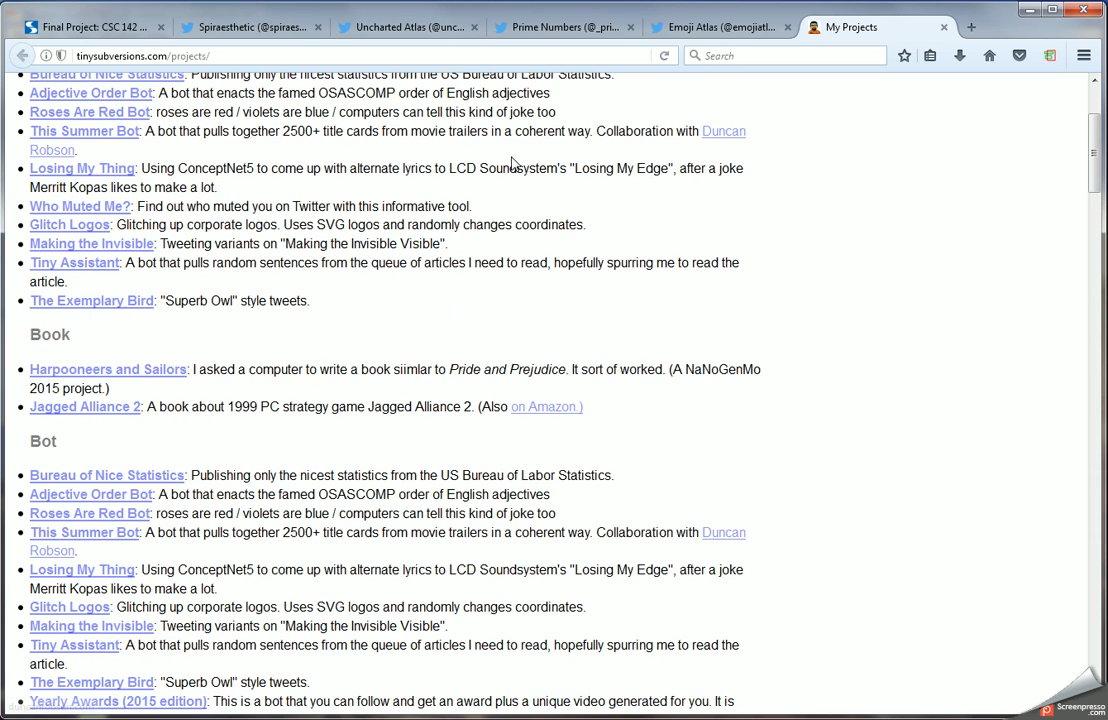 Final Project: CSC 142 ...
Spiraesthetic (@spiraes...
Uncharted Atlas (@unc...
Prime Numbers (@_pri...
Emoji Atlas (@emojiatl...
My Projects
tinysubversions.com/projects/
Search
Bureau of Nice Statistics: Publishing only the nicest statistics from the US Bureau of Labor Statistics.
Adjective Order Bot: A bot that enacts the famed OSASCOMP order of English adjectives
Roses Are Red Bot: roses are red / violets are blue / computers can tell this kind of joke too
This Summer Bot: A bot that pulls together 2500+ title cards from movie trailers in a coherent way. Collaboration with Duncan
Robson.
Losing My Thing: Using ConceptNet5 to come up with alternate lyrics to LCD Soundsystem's "Losing My Edge", after a joke
Merritt Kopas likes to make a lot.
Who Muted Me?: Find out who muted you on Twitter with this informative tool.
Glitch Logos: Glitching up corporate logos. Uses SVG logos and randomly changes coordinates.
Making the Invisible: Tweeting variants on "Making the Invisible Visible".
Tiny Assistant: A bot that pulls random sentences from the queue of articles I need to read, hopefully spurring me to read the
article.
The Exemplary Bird: "Superb Owl" style tweets.
Book
Harpooneers and Sailors: I asked a computer to write a book siimlar to Pride and Prejudice. It sort of worked. (A NaNoGenMo
2015 project.)
Jagged Alliance 2: A book about 1999 PC strategy game Jagged Alliance 2. (Also on Amazon.)
Bot
Bureau of Nice Statistics: Publishing only the nicest statistics from the US Bureau of Labor Statistics.
Adjective Order Bot: A bot that enacts the famed OSASCOMP order of English adjectives
Roses Are Red Bot: roses are red / violets are blue / computers can tell this kind of joke too
This Summer Bot: A bot that pulls together 2500+ title cards from movie trailers in a coherent way. Collaboration with Duncan
Robson.
Losing My Thing: Using ConceptNet5 to come up with alternate lyrics to LCD Soundsystem's "Losing My Edge", after a joke
Merritt Kopas likes to make a lot.
Glitch Logos: Glitching up corporate logos. Uses SVG logos and randomly changes coordinates.
Making the Invisible: Tweeting variants on "Making the Invisible Visible".
Tiny Assistant: A bot that pulls random sentences from the queue of articles I need to read, hopefully spurring me to read the
article.
The Exemplary Bird: "Superb Owl" style tweets.
Yearly Awards (2015 edition): This is a bot that you can follow and get an award plus a unique video generated for you. It is
Screenpresso
.com